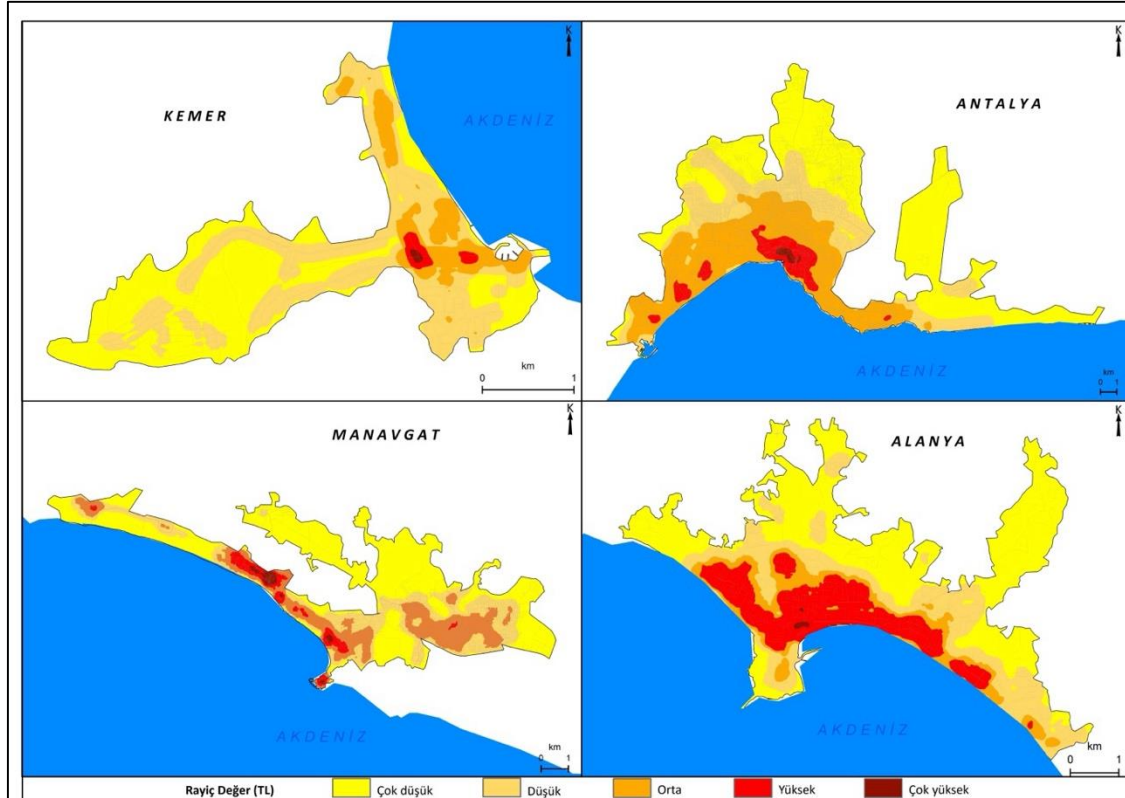 K
K
KEMER
AKDENİZ
ANTALYA
km
0 1
AKDENİZ
km
0 1
K
K
MANAVGAT
ALANYA
AKDENİZ
km
0 1
AKDENİZ
km
0 1
Rayiç Değer (TL) Çok düşük Düşük Orta Yüksek Çok yüksek